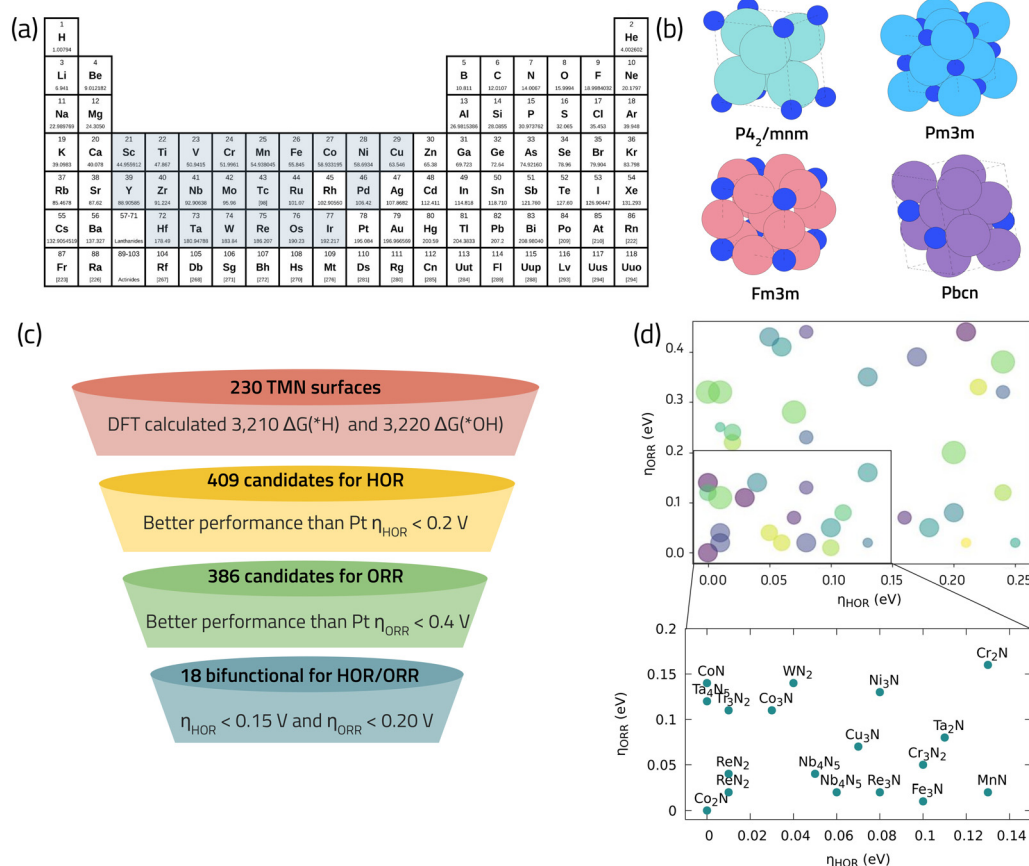 (a)
1 2
H He
1.00794 4.002602
3 4 5 6 7 8 9 10
Li Be B C N O F Ne
6.941 9.012182 10.811 12.0107 14.0067 15.9994 18.9984032 20.1797
11 12 13 14 15 16 17 18
Na Mg Al Si P S Cl Ar
22.989769 24.3050 26.9815386 28.0855 30.973762 32.065 35.453 39.948
19 20 21 22 23 24 25 26 27 28 29 30 31 32 33 34 35 36
K Ca Sc Ti V Cr Mn Fe Co Ni Cu Zn Ga Ge As Se Br Kr
39.0983 40.078 44.955912 47.867 50.9415 51.9961 54.938045 55.845 58.933195 58.6934 63.546 65.38 69.723 72.64 74.92160 78.96 79.904 83.798
37 38 39 40 41 42 43 44 45 46 47 48 49 50 51 52 53 54
Rb Sr Y Zr Nb Mo Tc Ru Rh Pd Ag Cd In Sn Sb Te I Xe
85.4678 87.62 88.90585 91.224 92.90638 95.96 [98] 101.07 102.90550 106.42 107.8682 112.411 114.818 118.710 121.760 127.60 126.90447 131.293
55 56 57-71 72 73 74 75 76 77 78 79 80 81 82 83 84 85 86
Cs Ba Hf Ta W Re Os Ir Pt Au Hg Tl Pb Bi Po At Rn
132.9054519 137.327 Lanthanides 178.49 180.94788 183.84 186.207 190.23 192.217 195.084 196.966569 200.59 204.3833 207.2 208.98040 [209] [210] [222]
87 88 89-103 104 105 106 107 108 109 110 111 112 113 114 115 116 117 118
Fr Ra Rf Db Sg Bh Hs Mt Ds Rg Cn Uut Fl Uup Lv Uus Uuo
[223] [226] Actinides [267] [268] [271] [272] [270] [276] [281] [280] [285] [284] [289] [288] [293] [294] [294]
(b)
P4₂/mnm
Pm3m
Fm3m
Pbcn
(c)
230 TMN surfaces
DFT calculated 3,210 ΔG(*H) and 3,220 ΔG(*OH)
409 candidates for HOR
Better performance than Pt ηHOR < 0.2 V
386 candidates for ORR
Better performance than Pt ηORR < 0.4 V
18 bifunctional for HOR/ORR
ηHOR < 0.15 V and ηORR < 0.20 V
(d)
ηORR (eV)
0.4
0.3
0.2
0.1
0.0
0.00 0.05 0.10 0.15 0.20 0.25
ηHOR (eV)
ηORR (eV)
0.2
0.15
0.1
0.05
0
Cr₂N
CoN
WN₂
Ni₃N
Ta₄N₅
Ti₃N₂
Co₃N
Ta₂N
Cu₃N
Cr₃N₂
ReN₂
Nb₄N₅
ReN₂
Nb₄N₅
Re₃N
Fe₃N
MnN
Co₂N
0 0.02 0.04 0.06 0.08 0.1 0.12 0.14
ηHOR (eV)